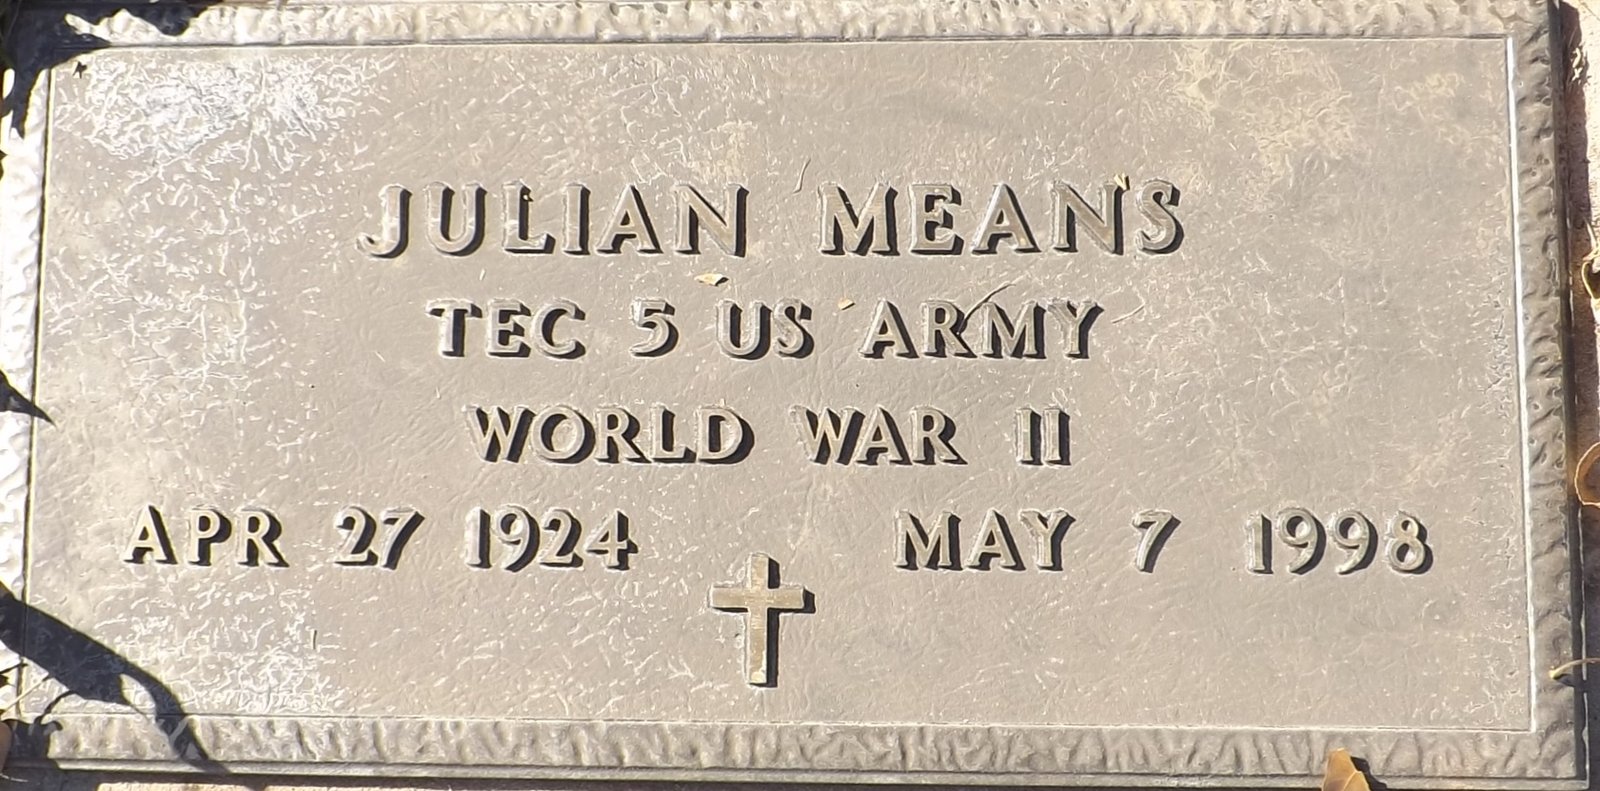 JULIAN MEANS
TEC 5 US ARMY
WORLD WAR II
APR 27 1924 MAY 7 1998